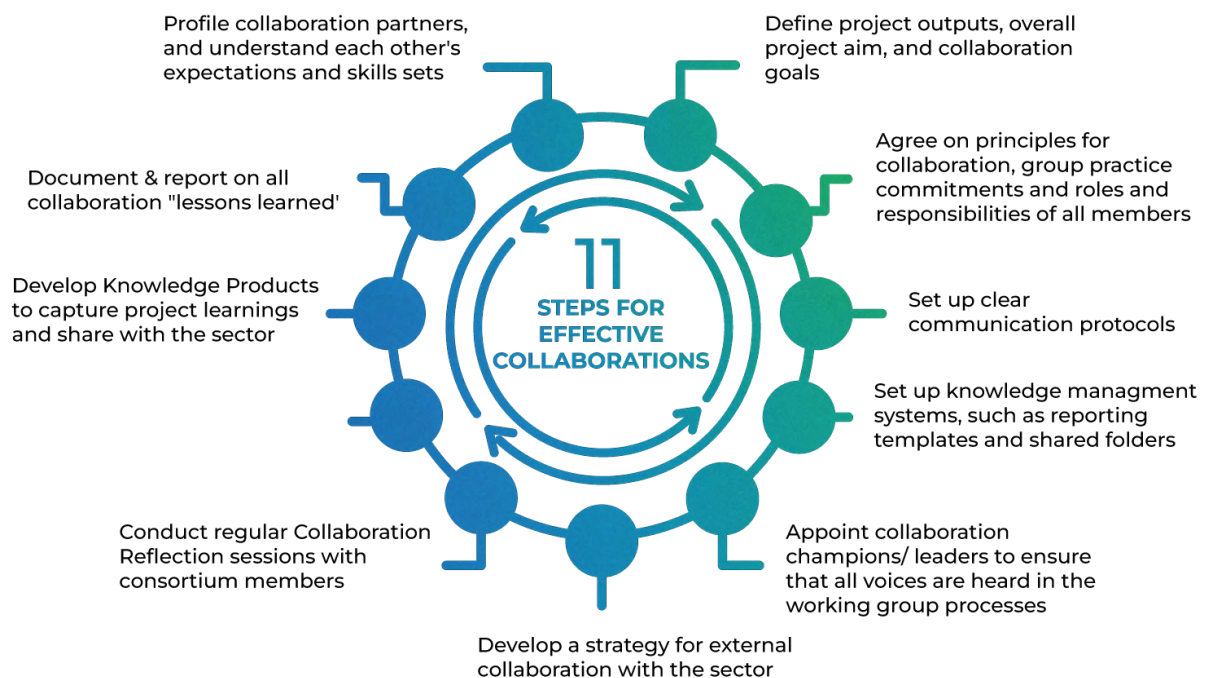 Profile collaboration partners,
and understand each other's
expectations and skills sets
Define project outputs, overall
project aim, and collaboration
goals
Agree on principles for
collaboration, group practice
commitments and roles and
responsibilities of all members
Document & report on all
collaboration "lessons learned'
11
STEPS FOR
EFFECTIVE
COLLABORATIONS
Develop Knowledge Products
to capture project learnings
and share with the sector
Set up clear
communication protocols
Set up knowledge managment
systems, such as reporting
templates and shared folders
Conduct regular Collaboration
Reflection sessions with
consortium members
Appoint collaboration
champions/ leaders to ensure
that all voices are heard in the
working group processes
Develop a strategy for external
collaboration with the sector